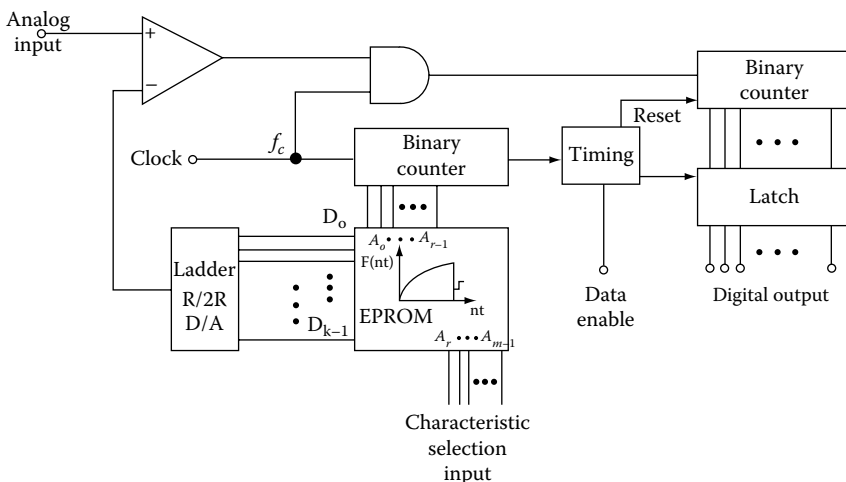 Analog
input
+
−
Binary
counter
Reset
f_c
Clock
Binary
counter
Timing
Latch
D_o
A_o • • • A_{r−1}
Ladder
R/2R
D/A
F(nt)
nt
EPROM
D_{k−1}
A_r • • • A_{m−1}
Data
enable
Digital output
Characteristic
selection
input